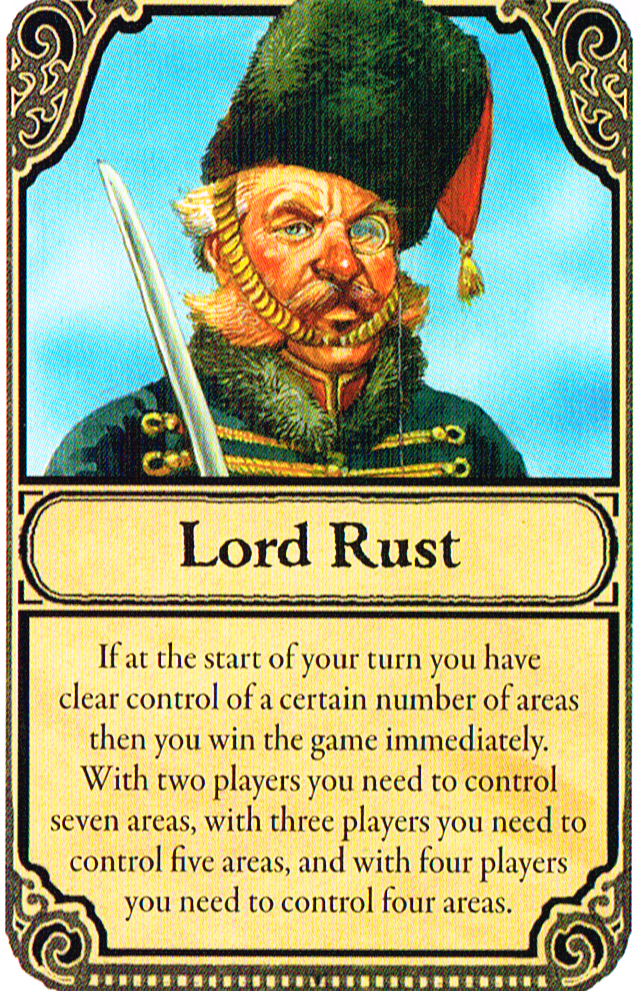 Lord Rust
If at the start of your turn you have
clear control of a certain number of areas
then you win the game immediately.
With two players you need to control
seven areas, with three players you need to
control five areas, and with four players
you need to control four areas.